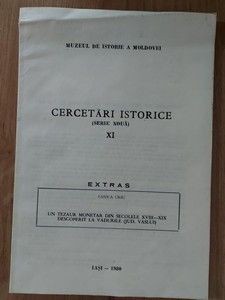 MUZEUL DE ISTORIE A MOLDOVEI
CERCETĂRI ISTORICE
(SERIE NOUĂ)
XI
EXTRAS
UN TEZAUR MONETAR DIN SECOLELE XVIII—XIX
DESCOPERIT LA VADURILE (JUD. VASLUI)
IAȘI — 1980